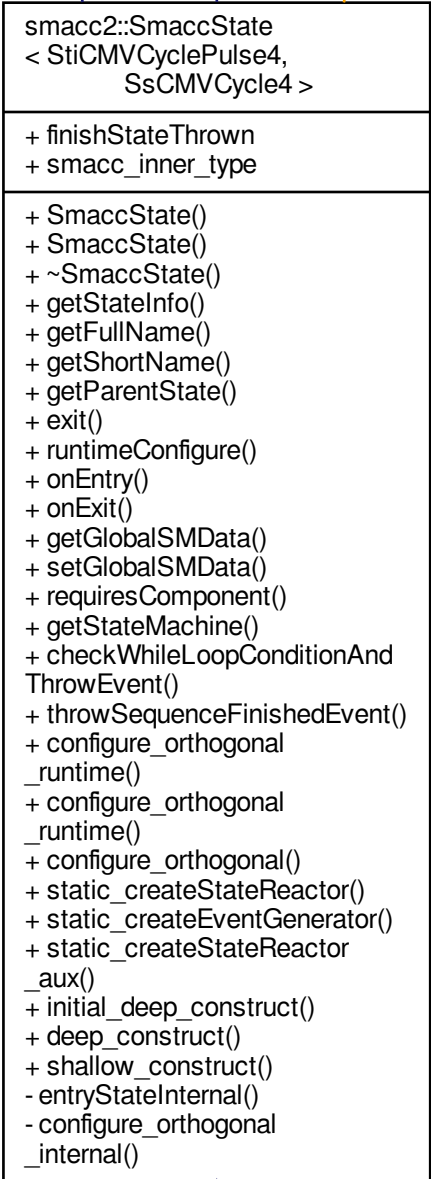 smacc2::SmaccState
< StiCMVCyclePulse4,
SsCMVCycle4 >
+ finishStateThrown
+ smacc_inner_type
+ SmaccState()
+ SmaccState()
+ ~SmaccState()
+ getStateInfo()
+ getFullName()
+ getShortName()
+ getParentState()
+ exit()
+ runtimeConfigure()
+ onEntry()
+ onExit()
+ getGlobalSMData()
+ setGlobalSMData()
+ requiresComponent()
+ getStateMachine()
+ checkWhileLoopConditionAnd
ThrowEvent()
+ throwSequenceFinishedEvent()
+ configure_orthogonal
_runtime()
+ configure_orthogonal
_runtime()
+ configure_orthogonal()
+ static_createStateReactor()
+ static_createEventGenerator()
+ static_createStateReactor
_aux()
+ initial_deep_construct()
+ deep_construct()
+ shallow_construct()
- entryStateInternal()
- configure_orthogonal
_internal()